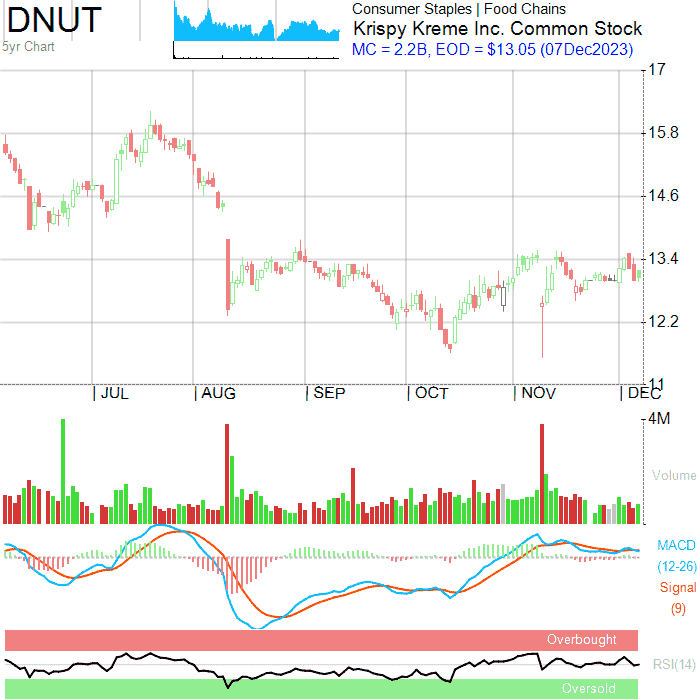 DNUT
5yr Chart
Consumer Staples | Food Chains
Krispy Kreme Inc. Common Stock
MC = 2.2B, EOD = $13.05 (07Dec2023)
17
15.8
14.6
13.4
12.2
11
| JUL | AUG | SEP | OCT | NOV | DEC
4M
Volume
MACD
(12-26)
Signal
(9)
Overbought
RSI(14)
Oversold